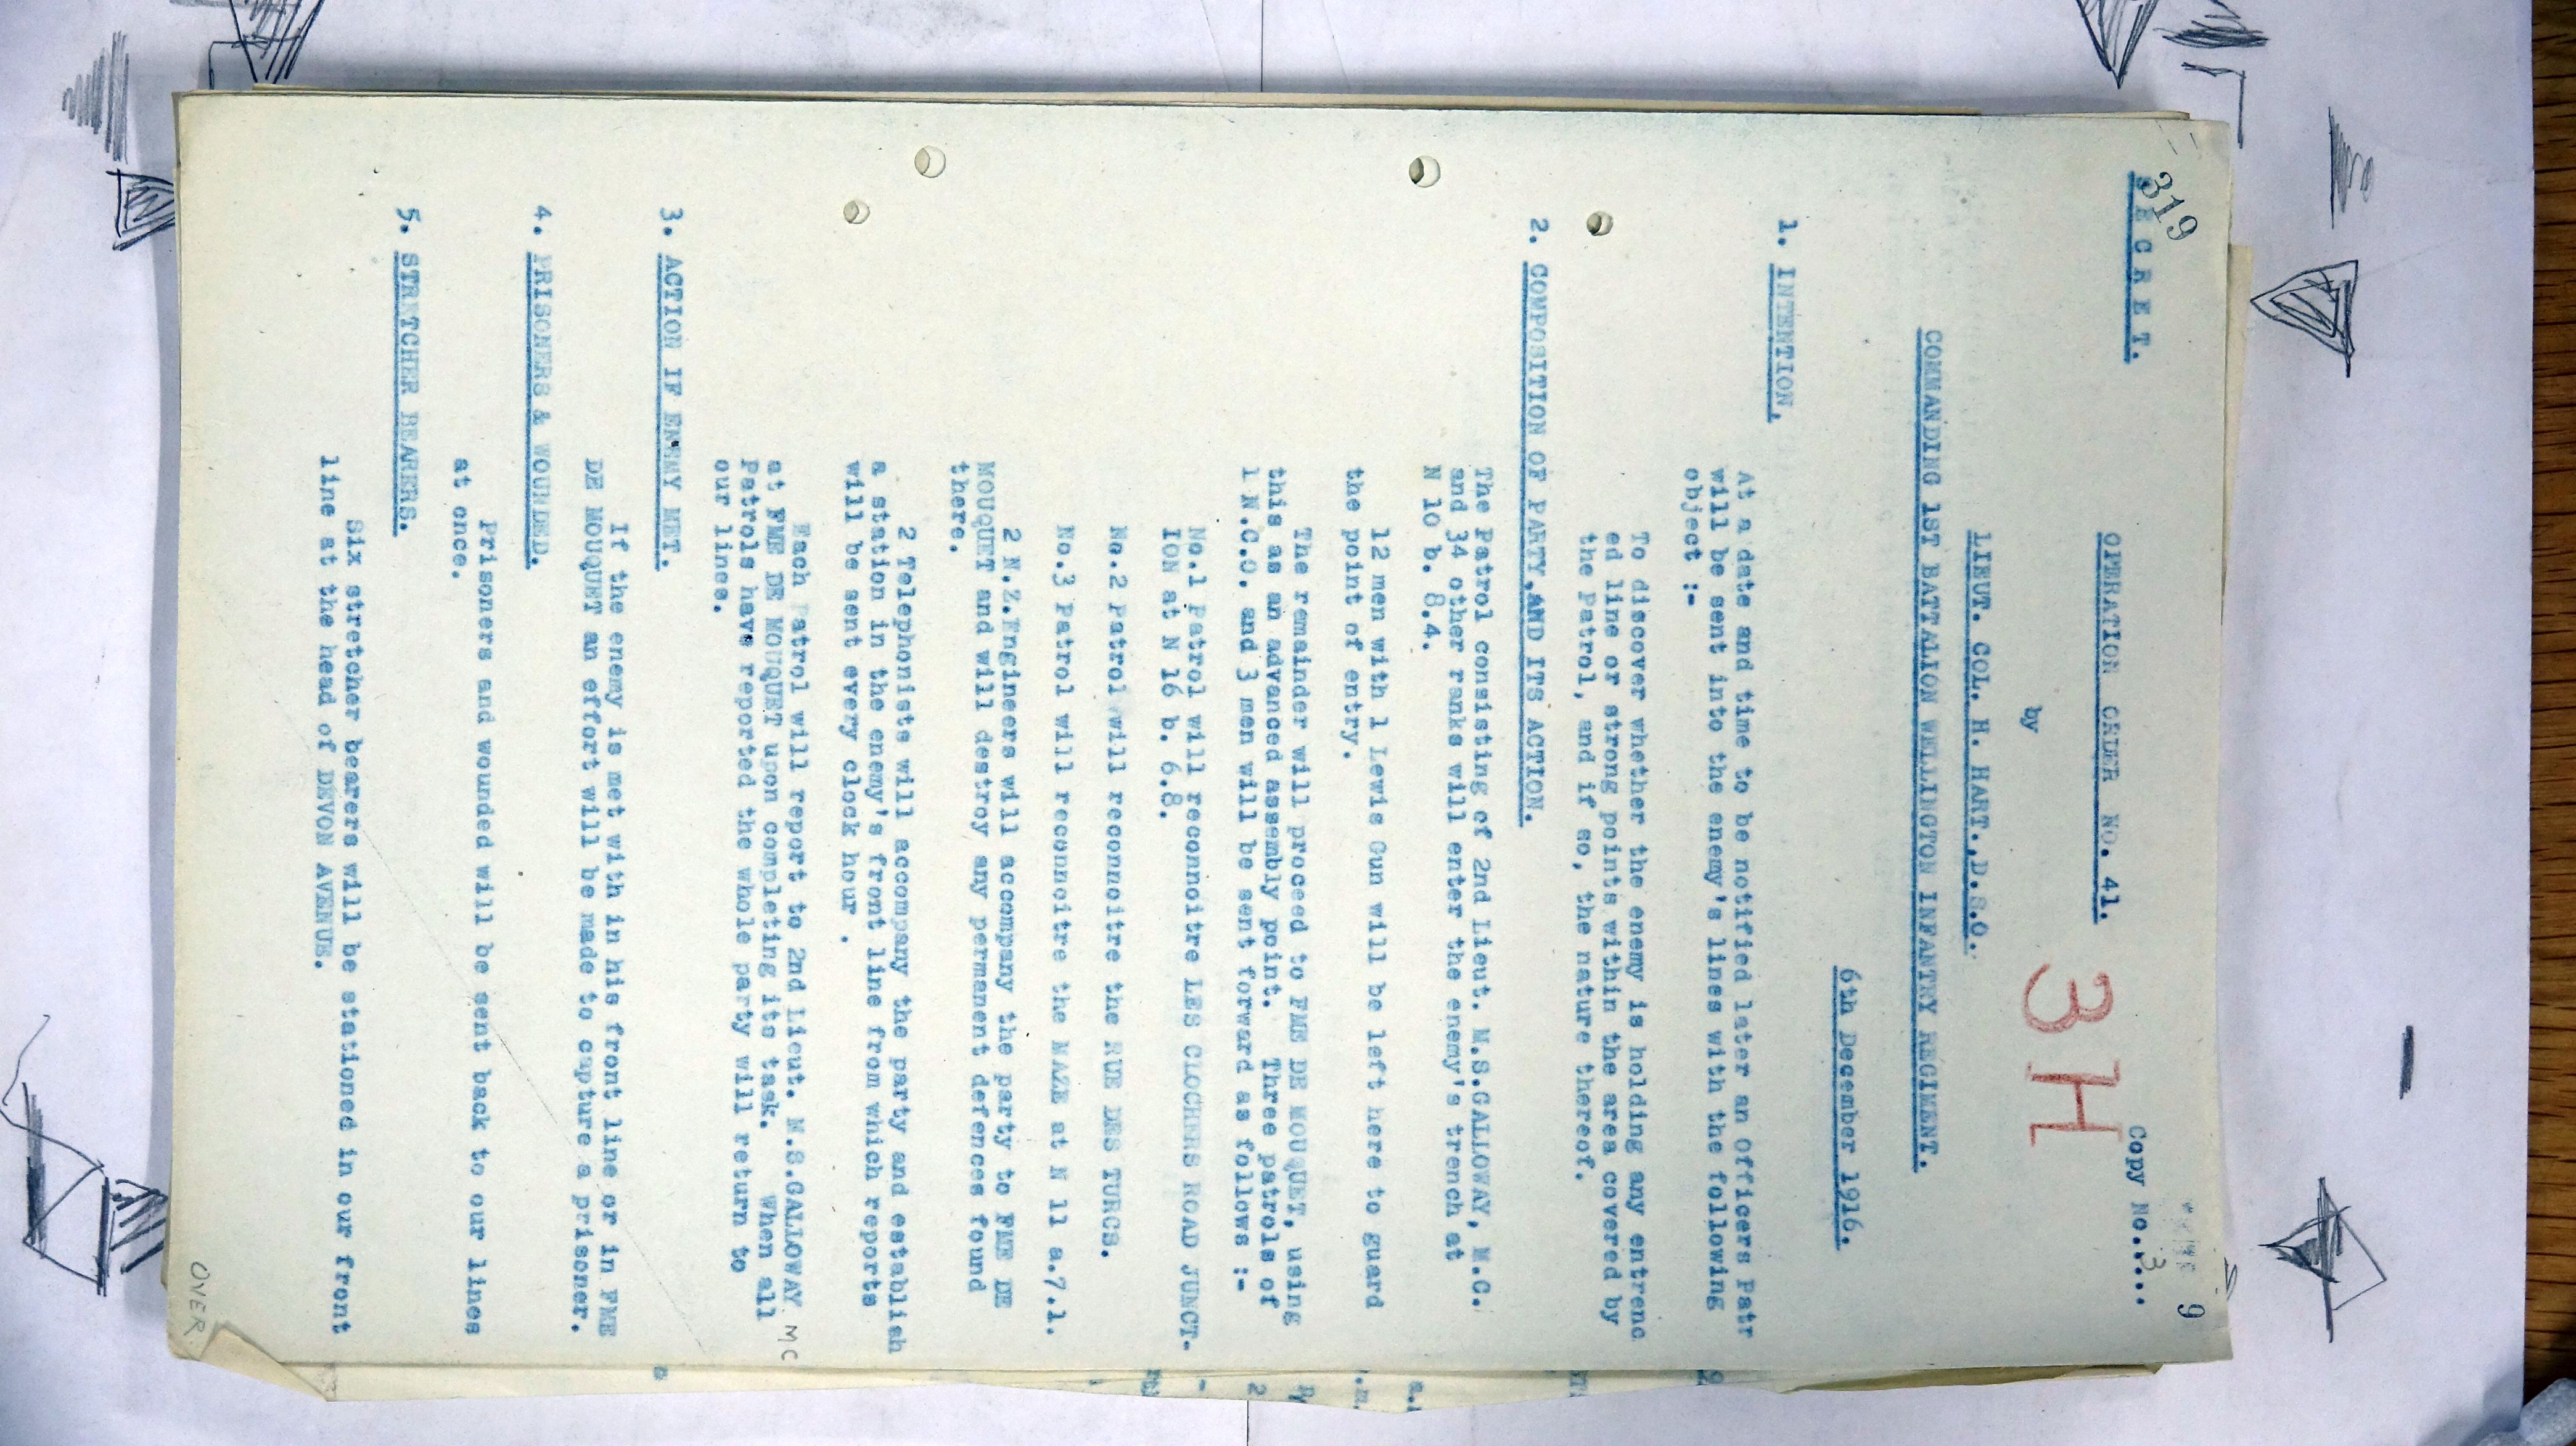 319
9
S E C R E T.
Copy No...3...
OPERATION ORDER NO. 41.
3H
by
LIEUT. COL. H. HART.,D.S.O.
COMMANDING 1ST BATTALION WELLINGTON INFANTRY REGIMENT.
6th December 1916.
1. INTENTION.
At a date and time to be notified later an Officers Patr
will be sent into the enemy's lines with the following
object :-
To discover whether the enemy is holding any entrenc
ed line or strong points within the area covered by
the Patrol, and if so, the nature thereof.
2. COMPOSITION OF PARTY.AND ITS ACTION.
The Patrol consisting of 2nd Lieut. M.S.GALLOWAY, M.C.
and 34 other ranks will enter the enemy's trench at
N 10 b. 8.4.
12 men with 1 Lewis Gun will be left here to guard
the point of entry.
The remainder will proceed to FME DE MOUQUET, using
this as an advanced assembly point. Three patrols of
1 N.C.O. and 3 men will be sent forward as follows :-
No.1 Patrol will reconnoitre LES CLOCHERS ROAD JUNCT-
ION at N 16 b. 6.8.
No.2 Patrol will reconnoitre the RUE DES TURCS.
No.3 Patrol will reconnoitre the MAZE at N 11 a.7.1.
2 N.Z.Engineers will accompany the party to FME DE
MOUQUET and will destroy any permanent defences found
there.
2 Telephonists will accompany the party and establish
a station in the enemy's front line from which reports
will be sent every clock hour .
Each Patrol will report to 2nd Lieut. M.S.GALLOWAY MC
at FME DE MOUQUET upon completing its task. When all
Patrols have reported the whole party will return to
our lines.
3. ACTION IF ENEMY MET.
If the enemy is met with in his front line or in FME
DE MOUQUET an effort will be made to capture a prisoner.
4. PRISONERS & WOUNDED.
Prisoners and wounded will be sent back to our lines
at once.
5. STRETCHER BEARERS.
Six stretcher bearers will be stationed in our front
line at the head of DEVON AVENUE.
OVER